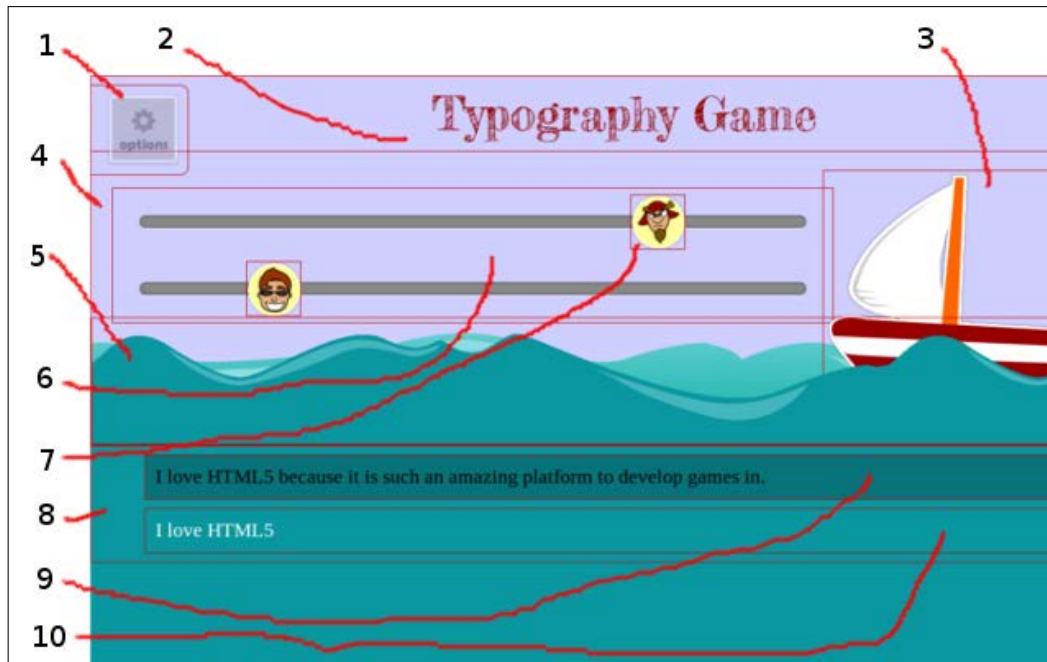 1
2
3
options
Typography Game
4
5
6
7
I love HTML5 because it is such an amazing platform to develop games in.
8
I love HTML5
9
10